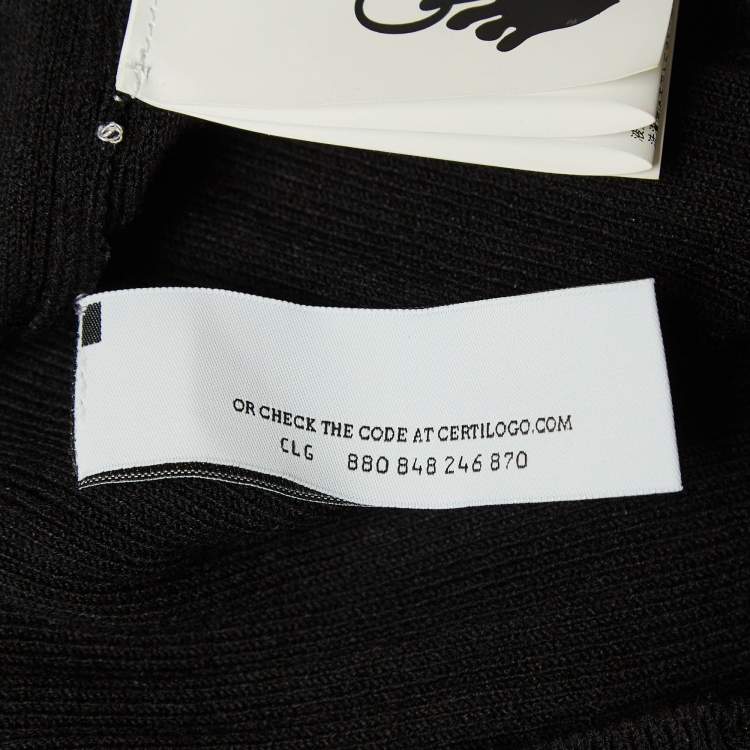 OR CHECK THE CODE AT CERTILOGO.COM
CLG 880 848 246 870